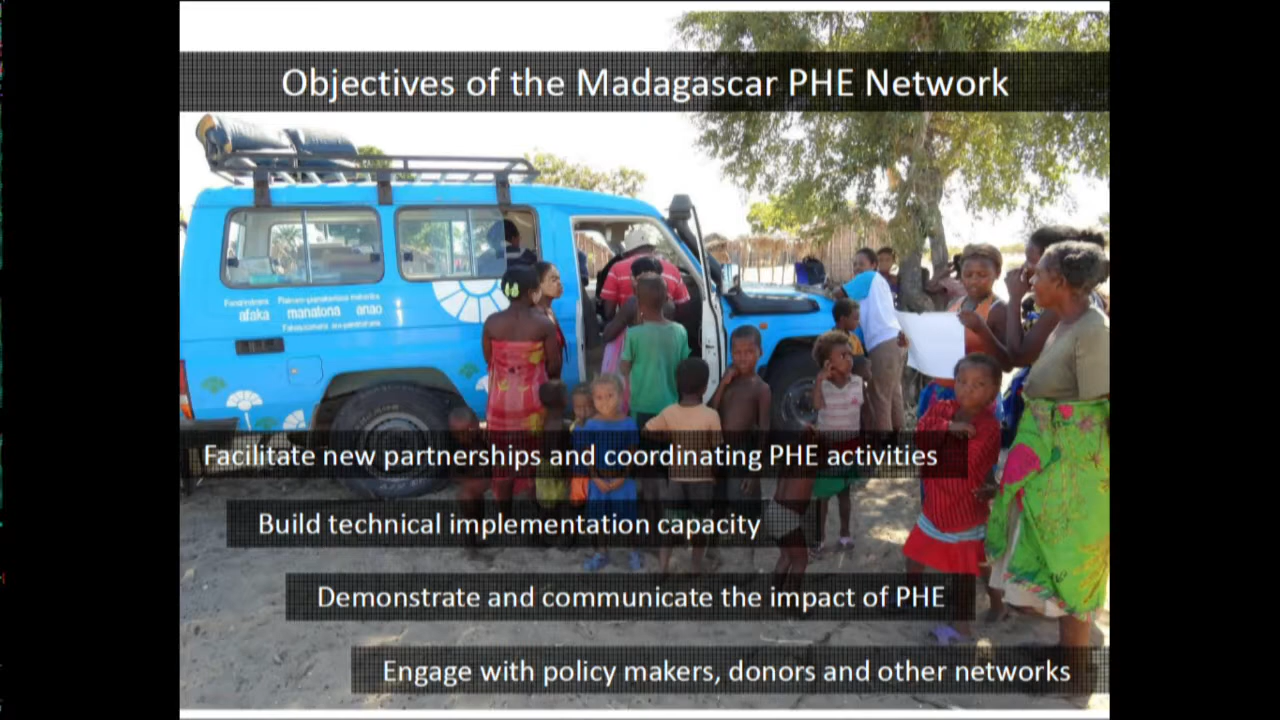 Objectives of the Madagascar PHE Network
afaka manatona anao
Facilitate new partnerships and coordinating PHE activities
Build technical implementation capacity
Demonstrate and communicate the impact of PHE
Engage with policy makers, donors and other networks